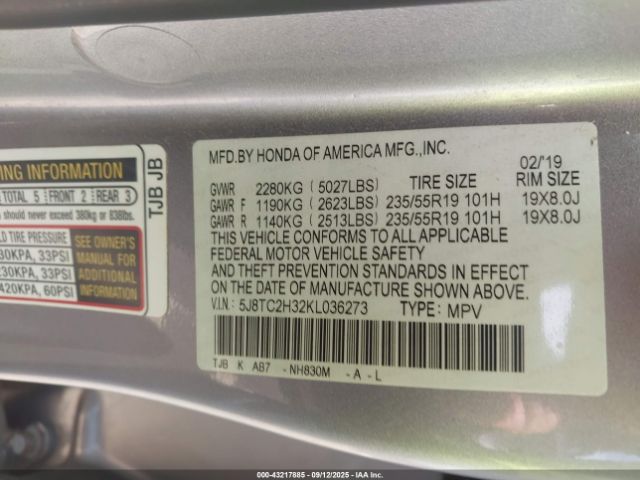 ING INFORMATION
TOTAL 5 FRONT 2 REAR 3
should never exceed 380kg or 838lbs.
LD TIRE PRESSURE
30KPA, 33PSI
230KPA, 33PSI
420KPA, 60PSI
SEE OWNER'S
MANUAL FOR
ADDITIONAL
INFORMATION
TJB JB
MFD.BY HONDA OF AMERICA MFG.,INC.
02/'19
GVWR 2280KG (5027LBS) TIRE SIZE RIM SIZE
GAWR F 1190KG (2623LBS) 235/55R19 101H 19X8.0J
GAWR R 1140KG (2513LBS) 235/55R19 101H 19X8.0J
THIS VEHICLE CONFORMS TO ALL APPLICABLE
FEDERAL MOTOR VEHICLE SAFETY
AND THEFT PREVENTION STANDARDS IN EFFECT
ON THE DATE OF MANUFACTURE SHOWN ABOVE.
V.I.N: 5J8TC2H32KL036273 TYPE: MPV
TJB K AB7 -NH830M -A -L
000-43217885 - 09/12/2025 - IAA Inc.